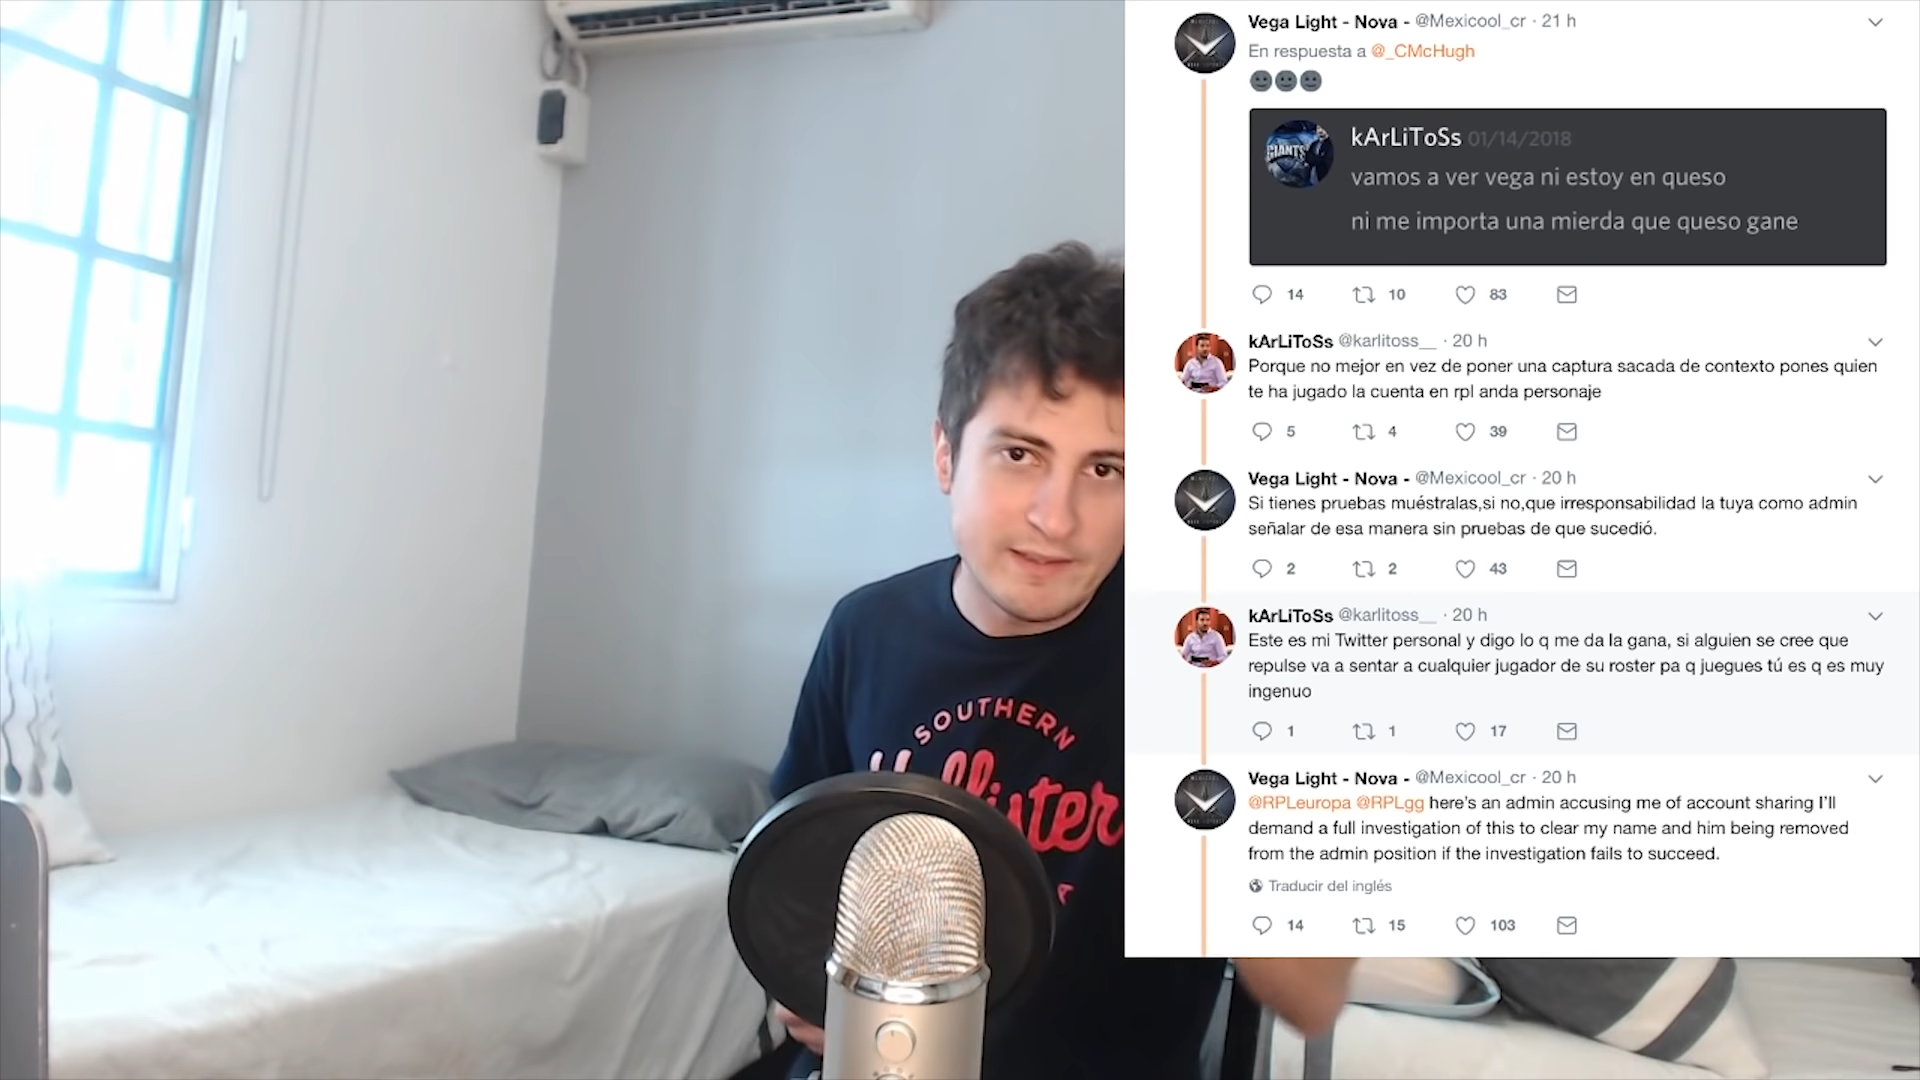 Vega Light - Nova - @Mexicool_cr · 21 h
En respuesta a @_CMcHugh
kArLiToSs 01/14/2018
vamos a ver vega ni estoy en queso
ni me importa una mierda que queso gane
14 10 83
kArLiToSs @karlitoss__ · 20 h
Porque no mejor en vez de poner una captura sacada de contexto pones quien
te ha jugado la cuenta en rpl anda personaje
5 4 39
Vega Light - Nova - @Mexicool_cr · 20 h
Si tienes pruebas muéstralas,si no,que irresponsabilidad la tuya como admin
señalar de esa manera sin pruebas de que sucedió.
2 2 43
kArLiToSs @karlitoss__ · 20 h
Este es mi Twitter personal y digo lo q me da la gana, si alguien se cree que
repulse va a sentar a cualquier jugador de su roster pa q juegues tú es q es muy
ingenuo
1 1 17
Vega Light - Nova - @Mexicool_cr · 20 h
@RPLeuropa @RPLgg here's an admin accusing me of account sharing I'll
demand a full investigation of this to clear my name and him being removed
from the admin position if the investigation fails to succeed.
Traducir del inglés
14 15 103
GIANTS
SOUTHERN